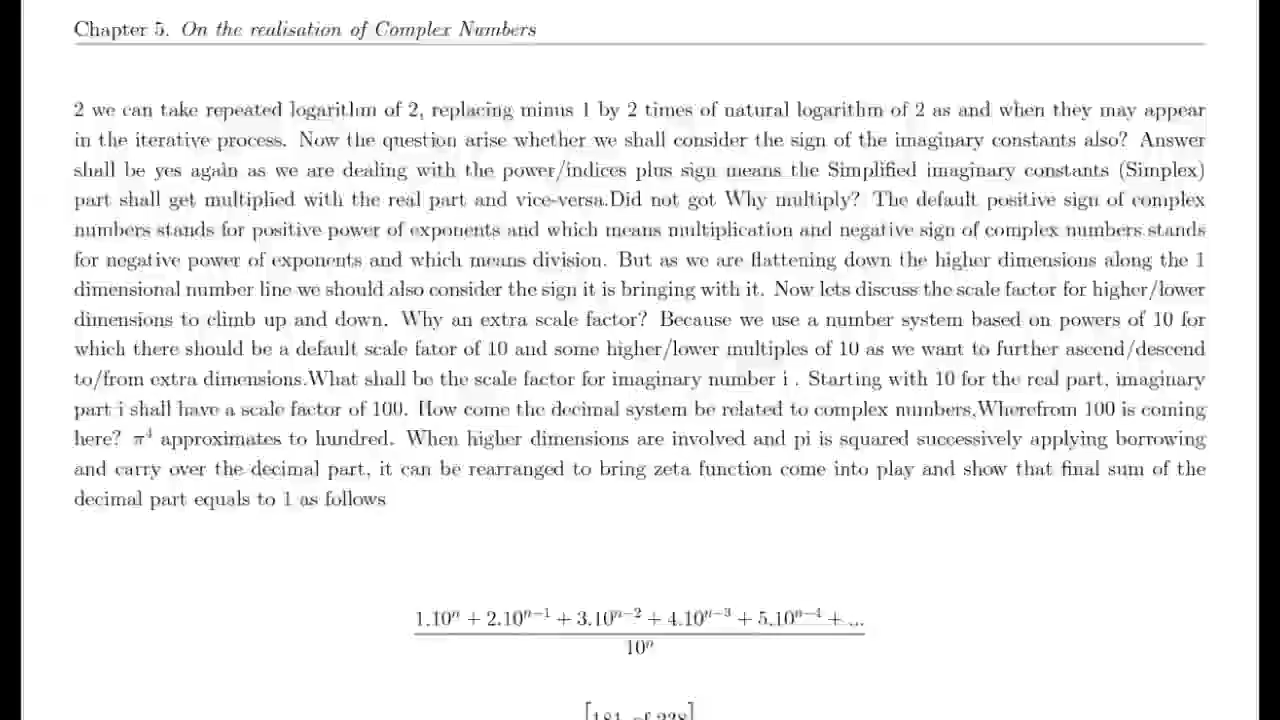 Chapter 5. On the realisation of Complex Numbers
2 we can take repeated logarithm of 2, replacing minus 1 by 2 times of natural logarithm of 2 as and when they may appear
in the iterative process. Now the question arise whether we shall consider the sign of the imaginary constants also? Answer
shall be yes again as we are dealing with the power/indices plus sign means the Simplified imaginary constants (Simplex)
part shall get multiplied with the real part and vice-versa.Did not got Why multiply? The default positive sign of complex
numbers stands for positive power of exponents and which means multiplication and negative sign of complex numbers stands
for negative power of exponents and which means division. But as we are flattening down the higher dimensions along the 1
dimensional number line we should also consider the sign it is bringing with it. Now lets discuss the scale factor for higher/lower
dimensions to climb up and down. Why an extra scale factor? Because we use a number system based on powers of 10 for
which there should be a default scale fator of 10 and some higher/lower multiples of 10 as we want to further ascend/descend
to/from extra dimensions.What shall be the scale factor for imaginary number i . Starting with 10 for the real part, imaginary
part i shall have a scale factor of 100. How come the decimal system be related to complex numbers,Wherefrom 100 is coming
here? π⁴ approximates to hundred. When higher dimensions are involved and pi is squared successively applying borrowing
and carry over the decimal part, it can be rearranged to bring zeta function come into play and show that final sum of the
decimal part equals to 1 as follows
1.10ⁿ + 2.10ⁿ⁻¹ + 3.10ⁿ⁻² + 4.10ⁿ⁻³ + 5.10ⁿ⁻⁴ + ...
10ⁿ
[181 of 228]